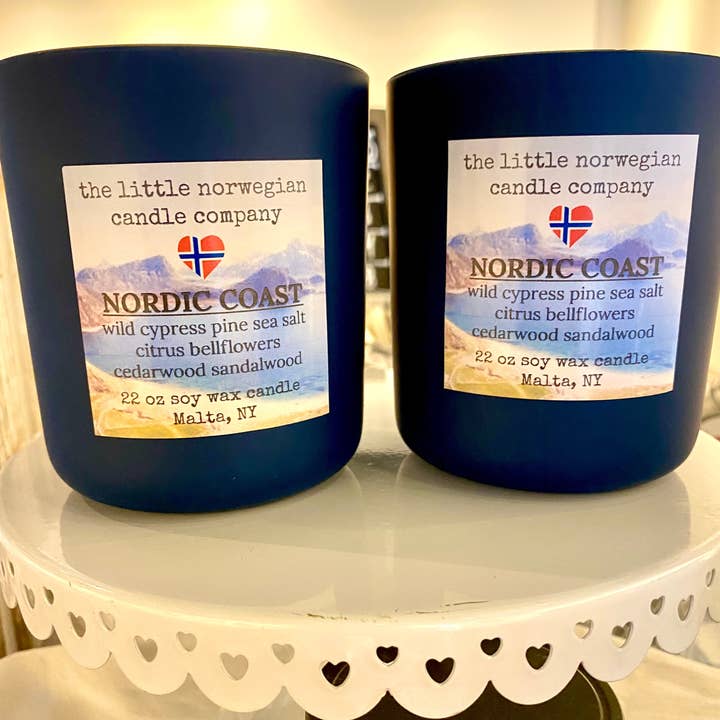 the little norwegian
candle company
NORDIC COAST
wild cypress pine sea salt
citrus bellflowers
cedarwood sandalwood
22 oz soy wax candle
Malta, NY
the little norwegian
candle company
NORDIC COAST
wild cypress pine sea salt
citrus bellflowers
cedarwood sandalwood
22 oz soy wax candle
Malta, NY